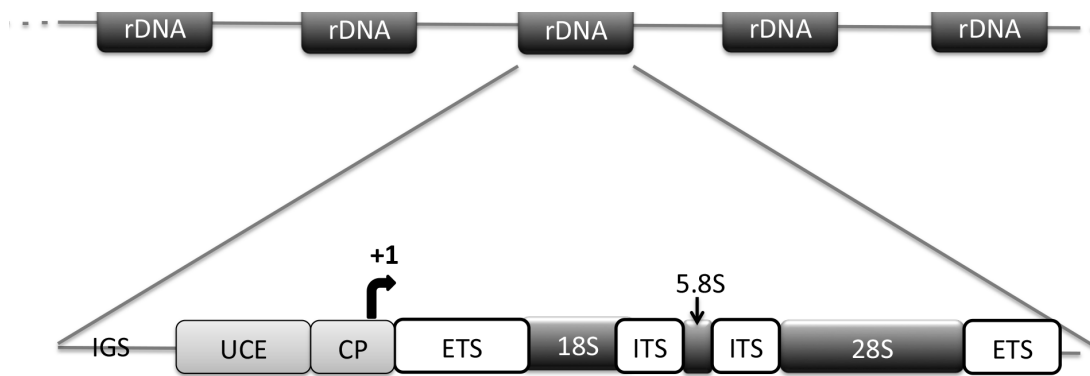 rDNA rDNA rDNA rDNA rDNA
+1
5.8S
IGS UCE CP ETS 18S ITS ITS 28S ETS